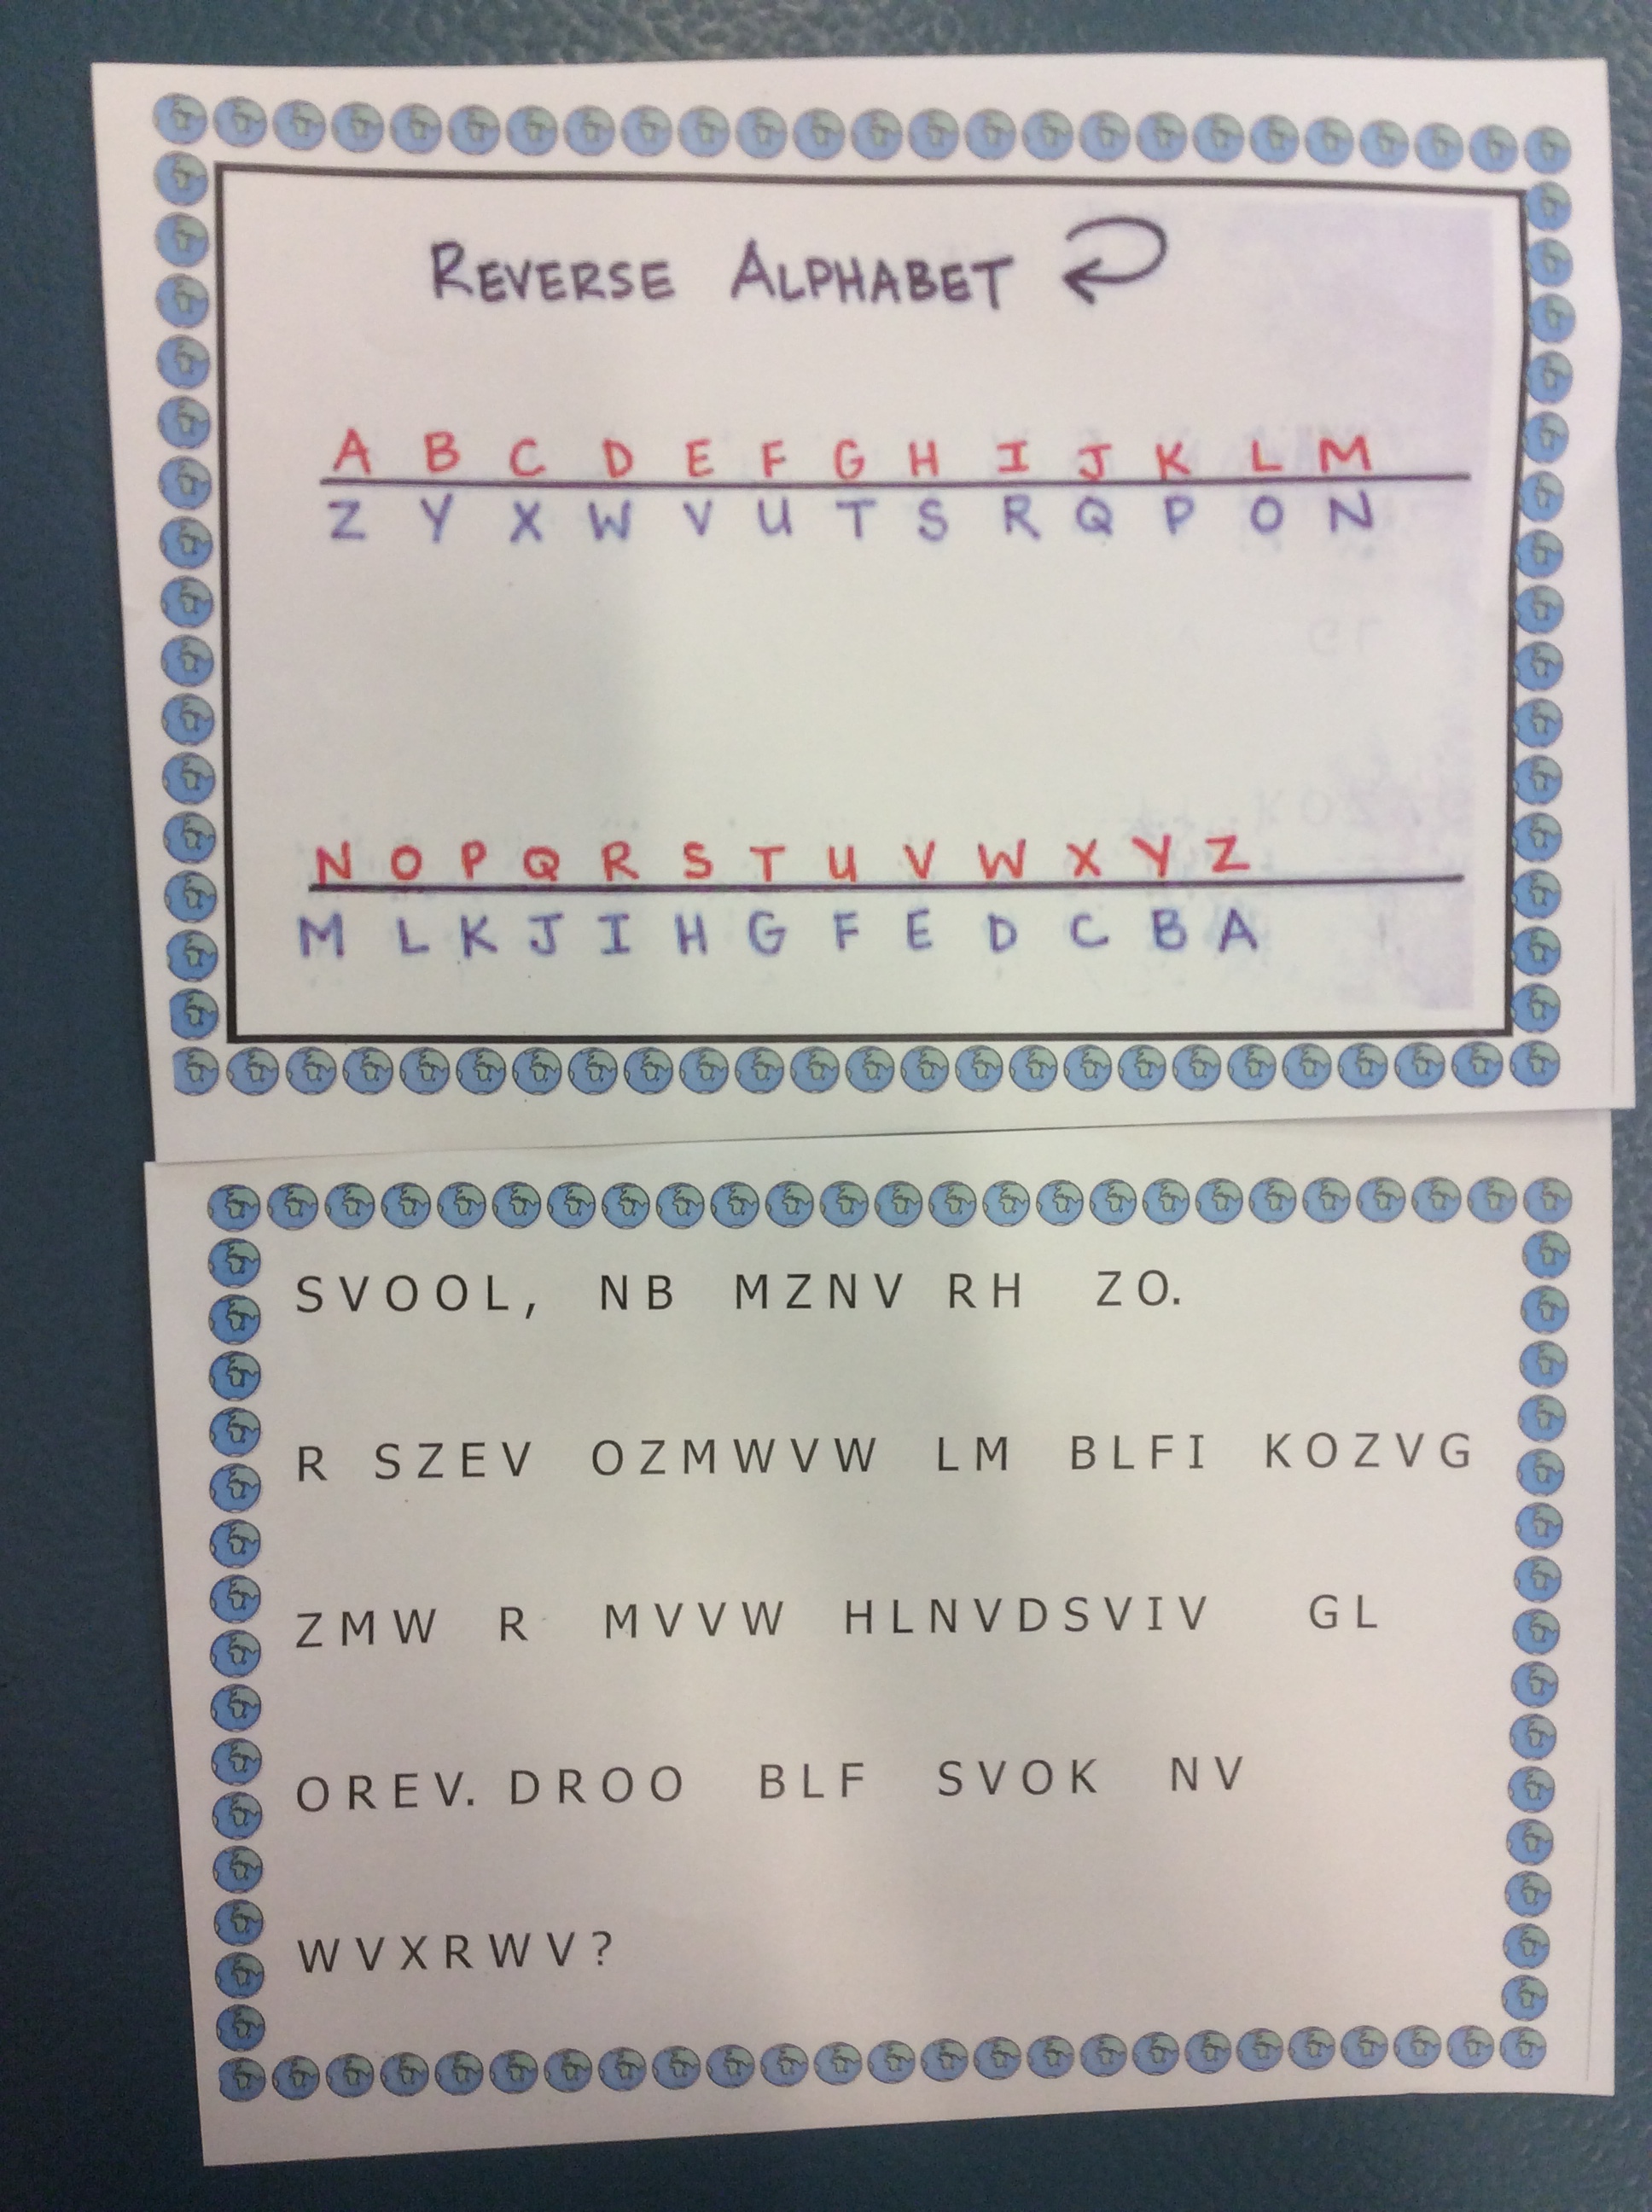 REVERSE ALPHABET
A B C D E F G H I J K L M
Z Y X W V U T S R Q P O N
N O P Q R S T U V W X Y Z
M L K J I H G F E D C B A
SVOOL, NB MZNV RH ZO.
R SZEV OZMWVW LM BLFI KOZVG
ZMW R MVVW HLNVDSVIV GL
OREV. DROO BLF SVOK NV
WVXRWV?